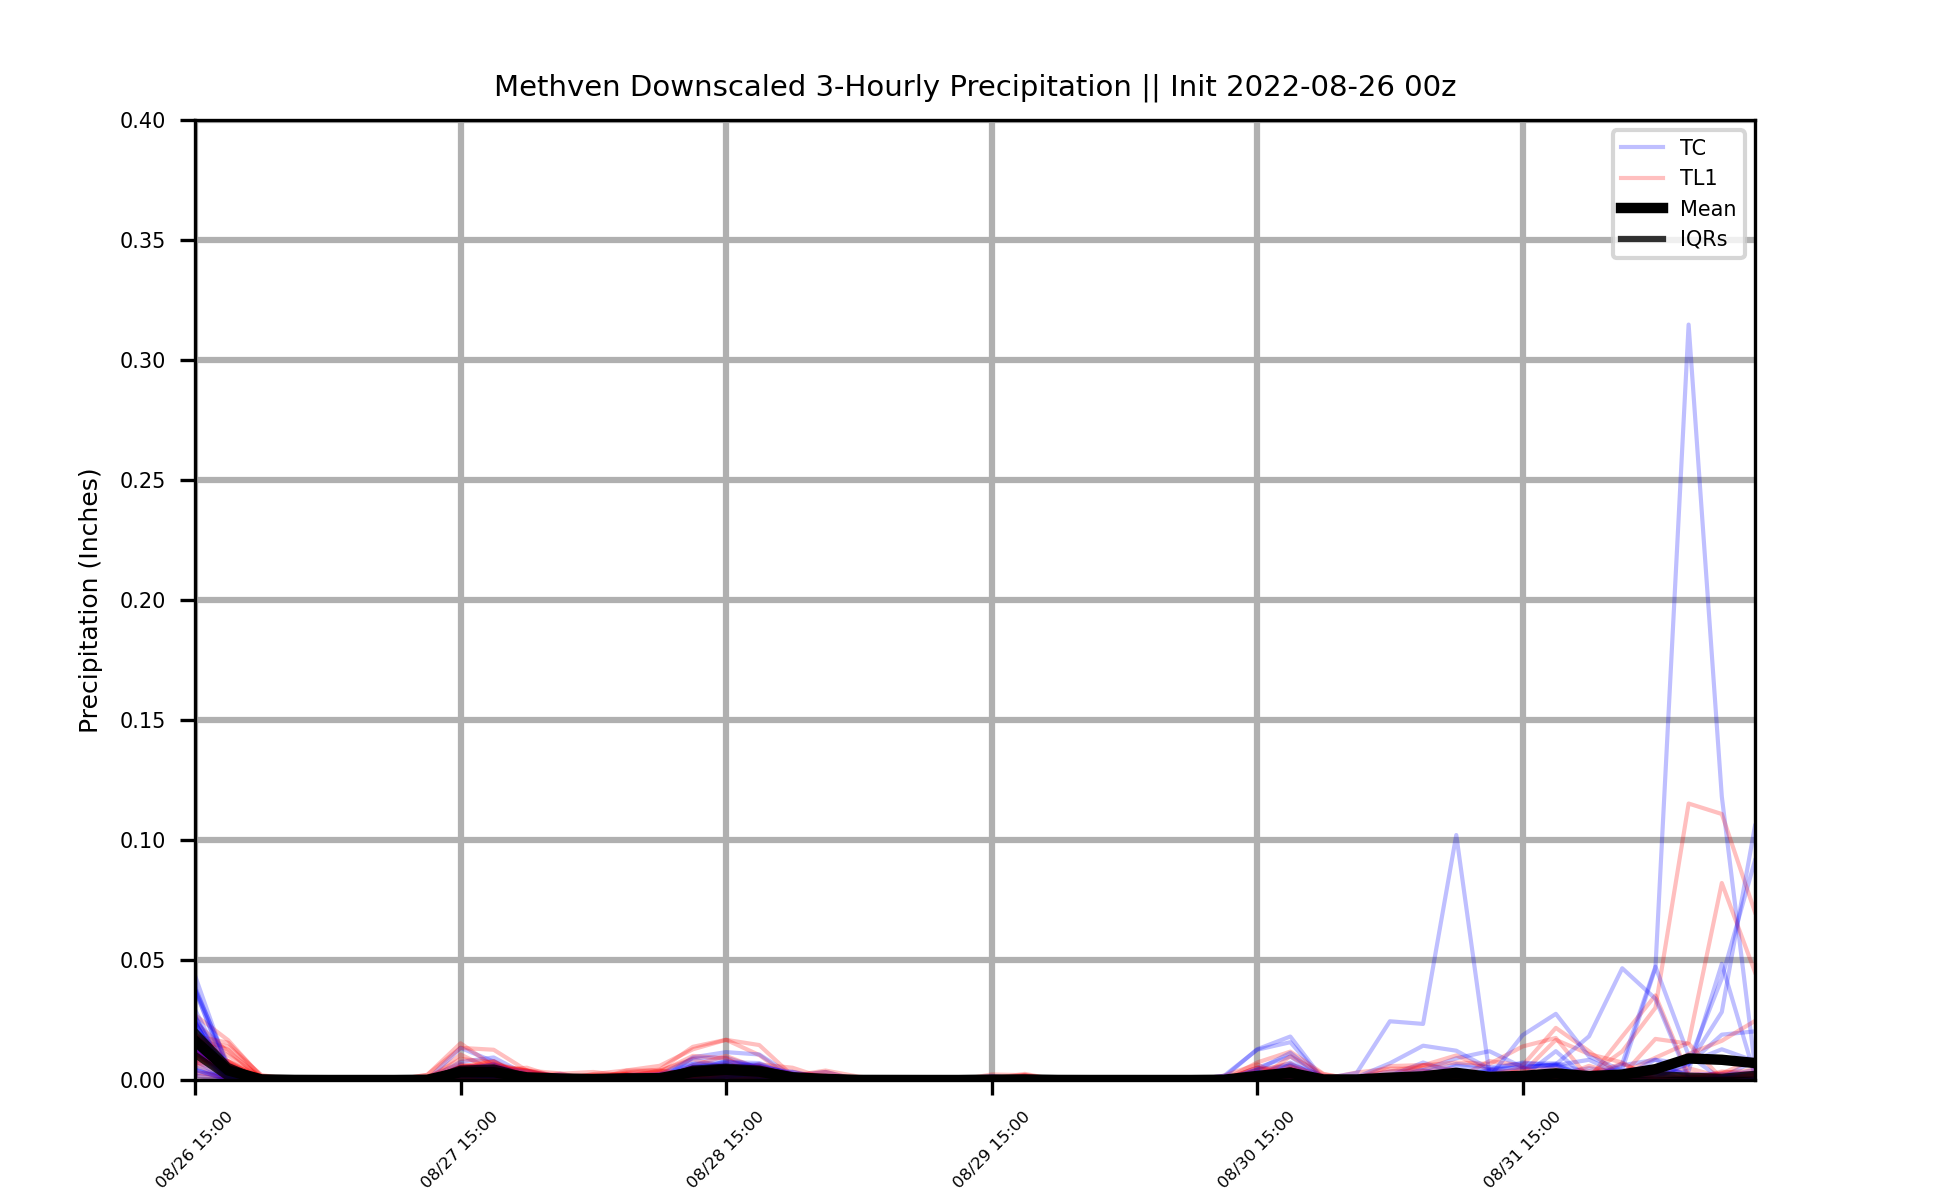 Methven Downscaled 3-Hourly Precipitation || Init 2022-08-26 00z
0.40
0.35
0.30
0.25
0.20
0.15
0.10
0.05
0.00
Precipitation (Inches)
TC
TL1
Mean
IQRs
08/26 15:00
08/27 15:00
08/28 15:00
08/29 15:00
08/30 15:00
08/31 15:00